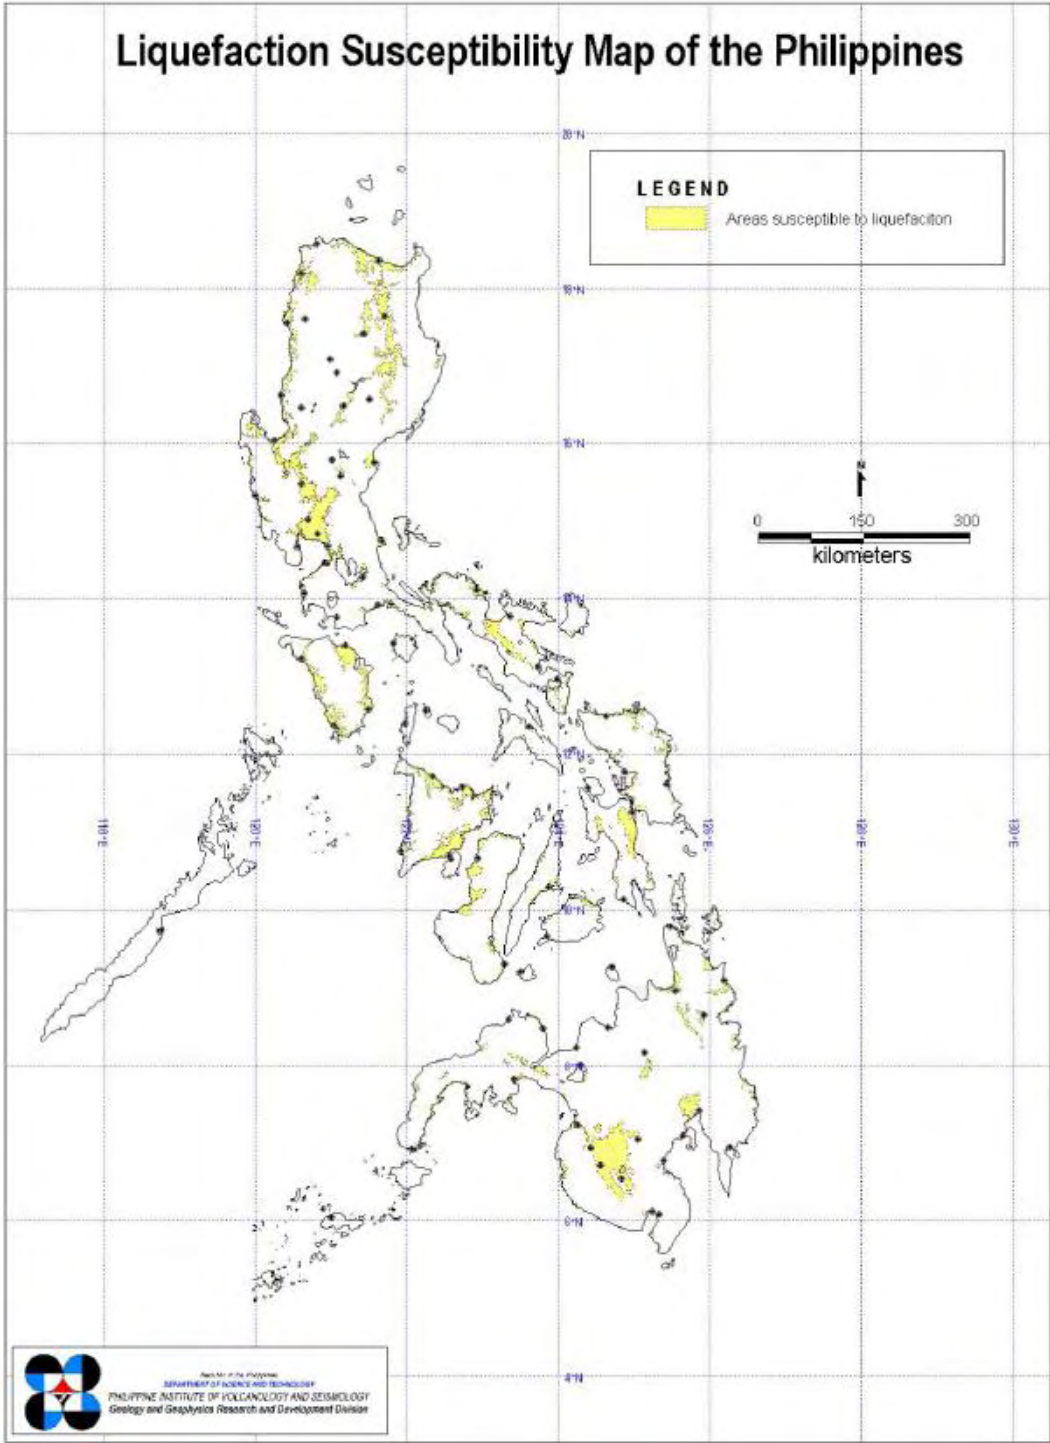 Liquefaction Susceptibility Map of the Philippines
20°N
LEGEND
Areas susceptible to liquefaciton
18°N
16°N
N
0 150 300
kilometers
14°N
12°N
118°E 120°E 122°E 126°E 128°E 130°E
10°N
8°N
6°N
4°N
DEPARTMENT OF SCIENCE AND TECHNOLOGY
PHILIPPINE INSTITUTE OF VOLCANOLOGY AND SEISMOLOGY
Geology and Geophysics Research and Development Division